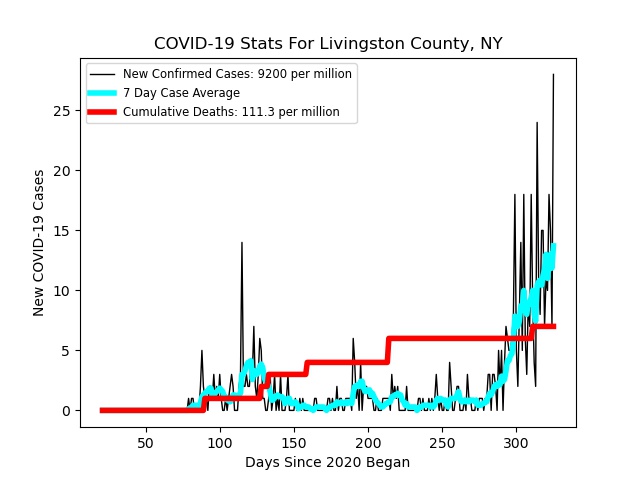 COVID-19 Stats For Livingston County, NY
New Confirmed Cases: 9200 per million
7 Day Case Average
Cumulative Deaths: 111.3 per million
New COVID-19 Cases
25
20
15
10
5
0
50 100 150 200 250 300
Days Since 2020 Began